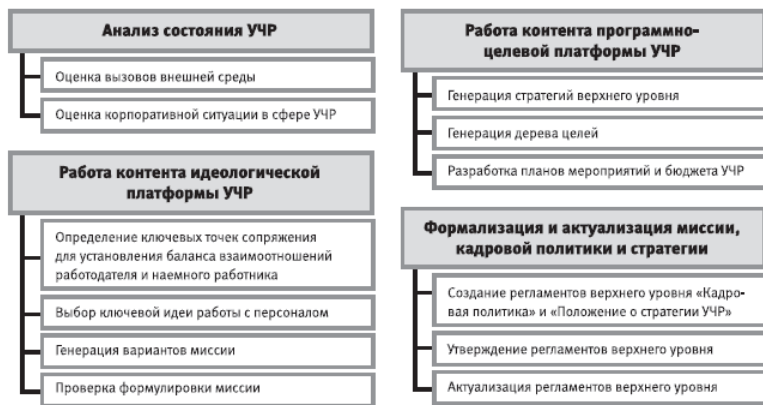 Анализ состояния УЧР
Оценка вызовов внешней среды
Оценка корпоративной ситуации в сфере УЧР
Работа контента идеологической
платформы УЧР
Определение ключевых точек сопряжения
для установления баланса взаимоотношений
работодателя и наемного работника
Выбор ключевой идеи работы с персоналом
Генерация вариантов миссии
Проверка формулировки миссии
Работа контента программно-
целевой платформы УЧР
Генерация стратегий верхнего уровня
Генерация дерева целей
Разработка планов мероприятий и бюджета УЧР
Формализация и актуализация миссии,
кадровой политики и стратегии
Создание регламентов верхнего уровня «Кадро-
вая политика» и «Положение о стратегии УЧР»
Утверждение регламентов верхнего уровня
Актуализация регламентов верхнего уровня